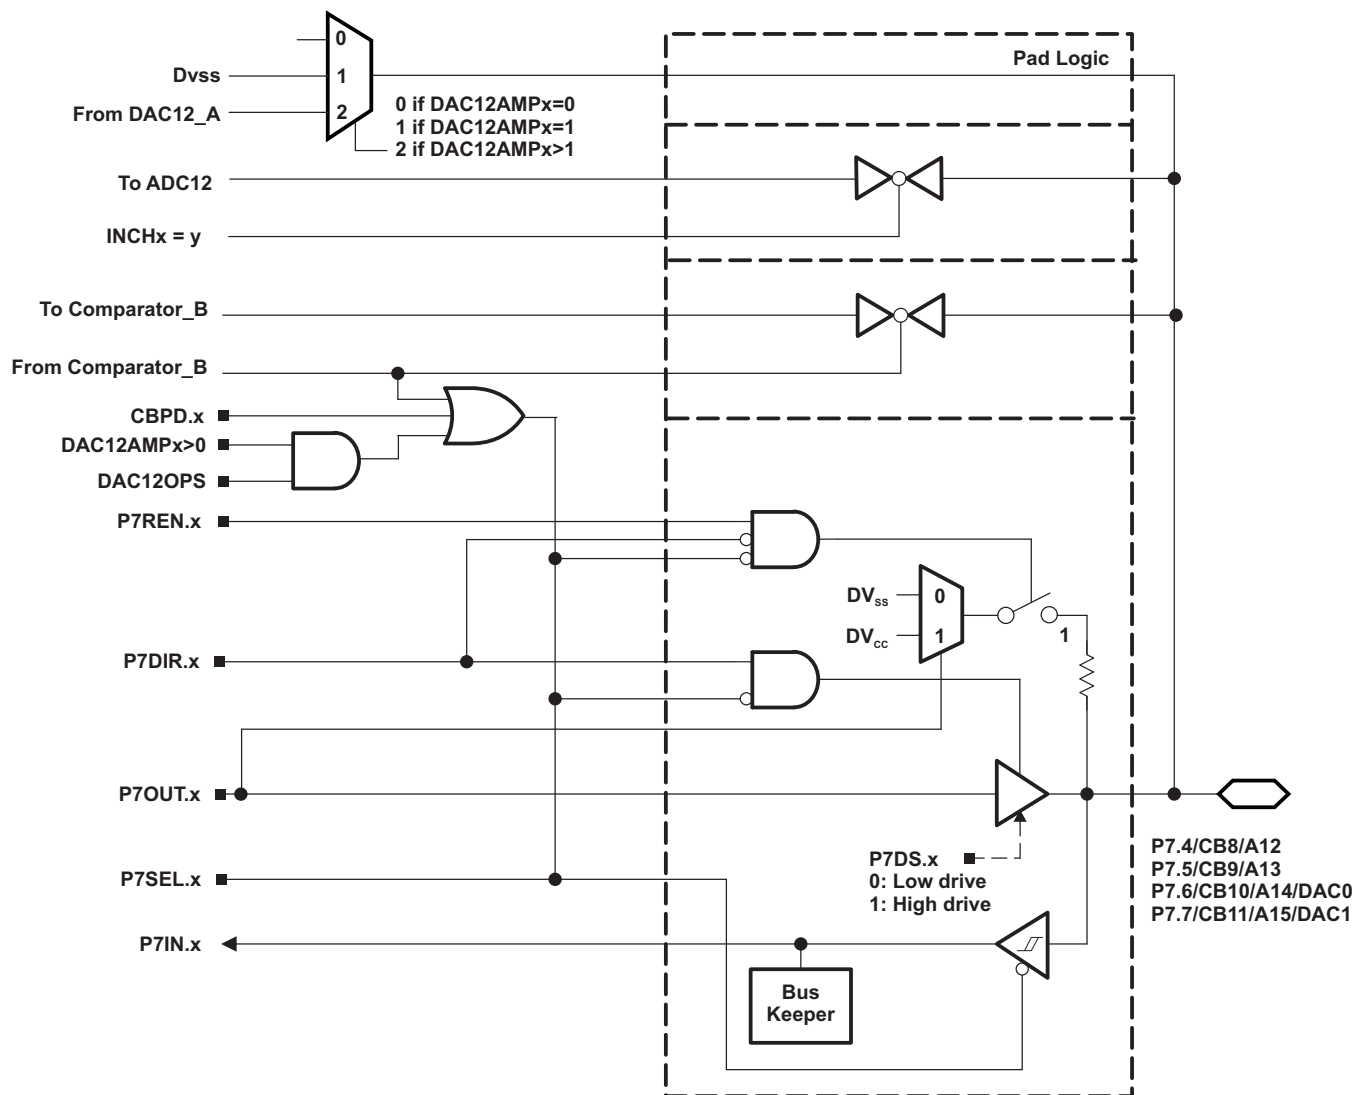 0
Pad Logic
Dvss
1
From DAC12_A
2
0 if DAC12AMPx=0
1 if DAC12AMPx=1
2 if DAC12AMPx>1
To ADC12
INCHx = y
To Comparator_B
From Comparator_B
CBPD.x
DAC12AMPx>0
DAC12OPS
P7REN.x
DVss
0
DVcc
1
1
P7DIR.x
P7OUT.x
P7DS.x
0: Low drive
1: High drive
P7.4/CB8/A12
P7.5/CB9/A13
P7.6/CB10/A14/DAC0
P7.7/CB11/A15/DAC1
P7SEL.x
P7IN.x
Bus
Keeper